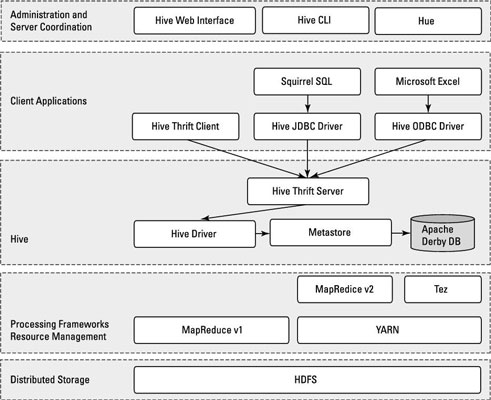 Administration and
Server Coordination
Hive Web Interface
Hive CLI
Hue
Squirrel SQL
Microsoft Excel
Client Applications
Hive Thrift Client
Hive JDBC Driver
Hive ODBC Driver
Hive Thrift Server
Hive
Hive Driver
Metastore
Apache
Derby DB
MapRedice v2
Tez
Processing Frameworks
Resource Management
MapReduce v1
YARN
Distributed Storage
HDFS